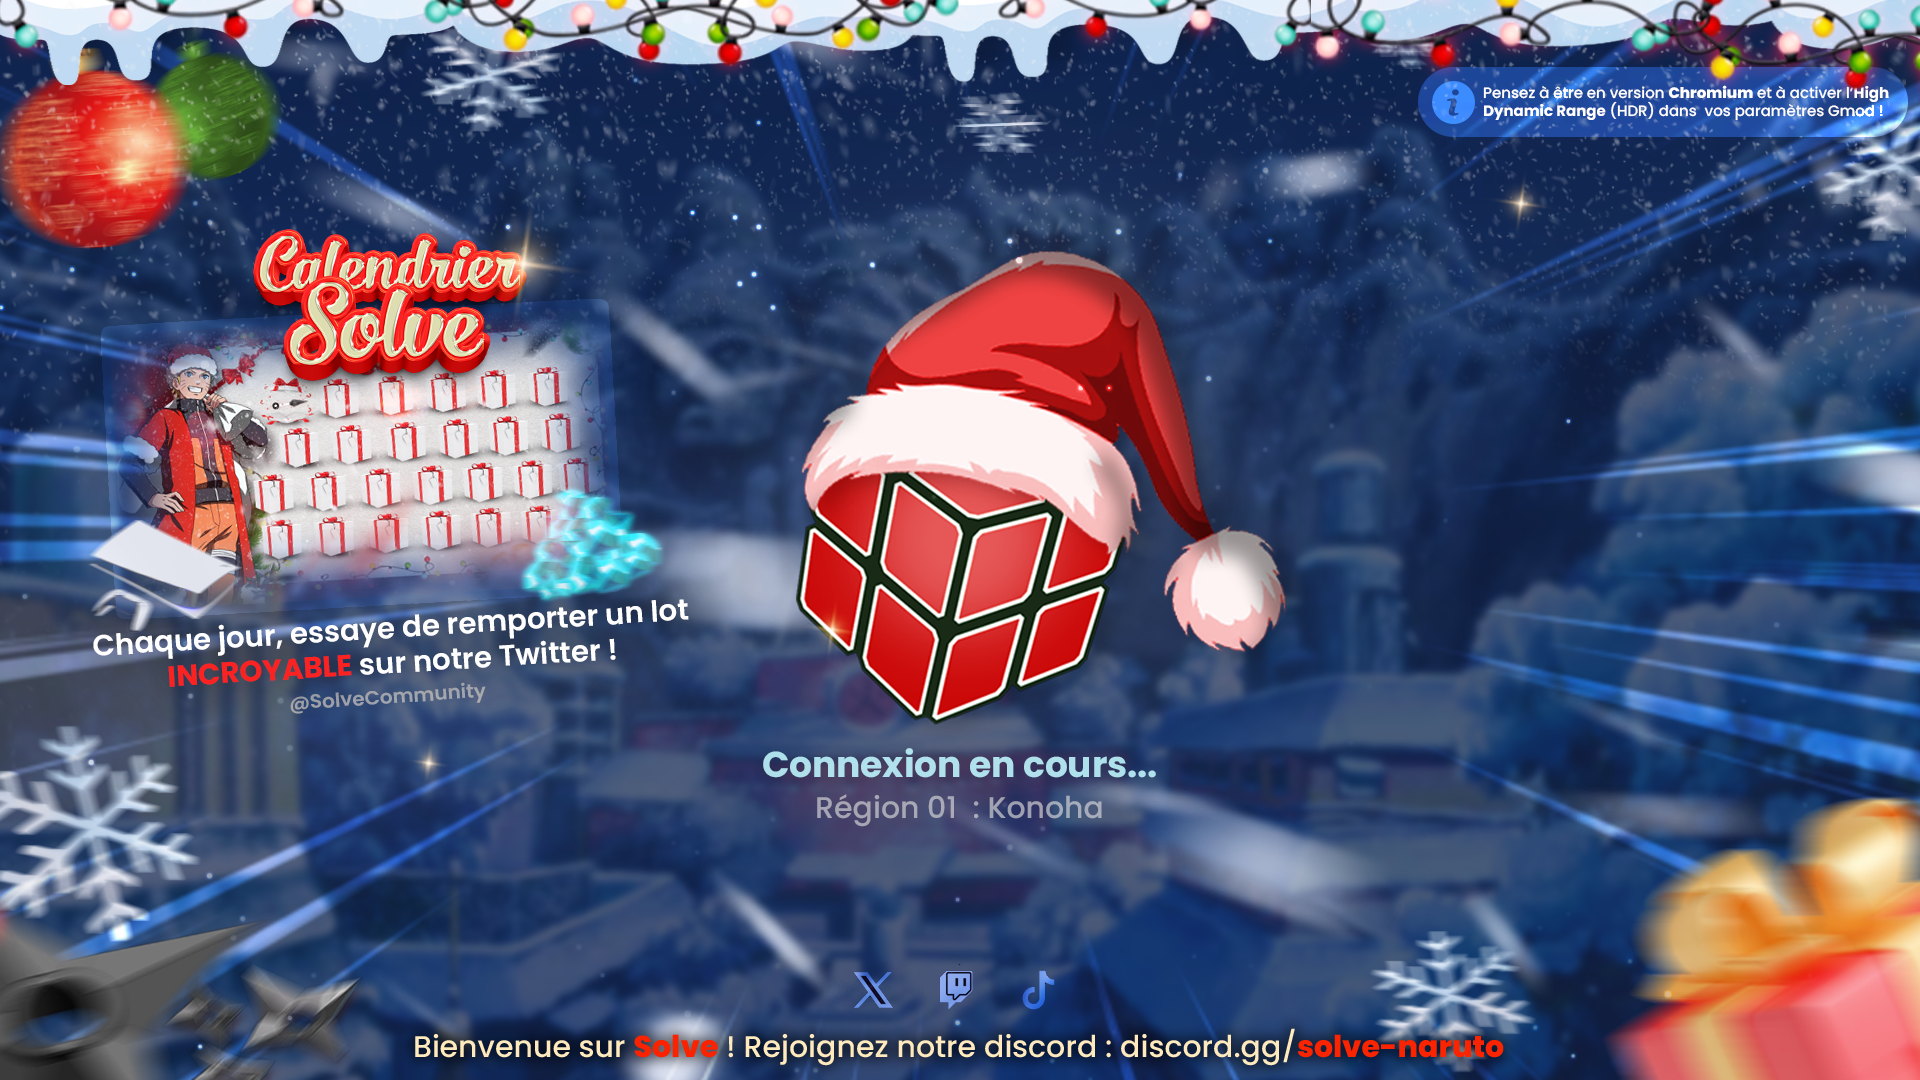 Pensez à être en version Chromium et à activer l'High
Dynamic Range (HDR) dans vos paramètres Gmod !
Calendrier
Solve
Chaque jour, essaye de remporter un lot
INCROYABLE sur notre Twitter !
@SolveCommunity
Connexion en cours...
Région 01 : Konoha
Bienvenue sur Solve ! Rejoignez notre discord : discord.gg/solve-naruto